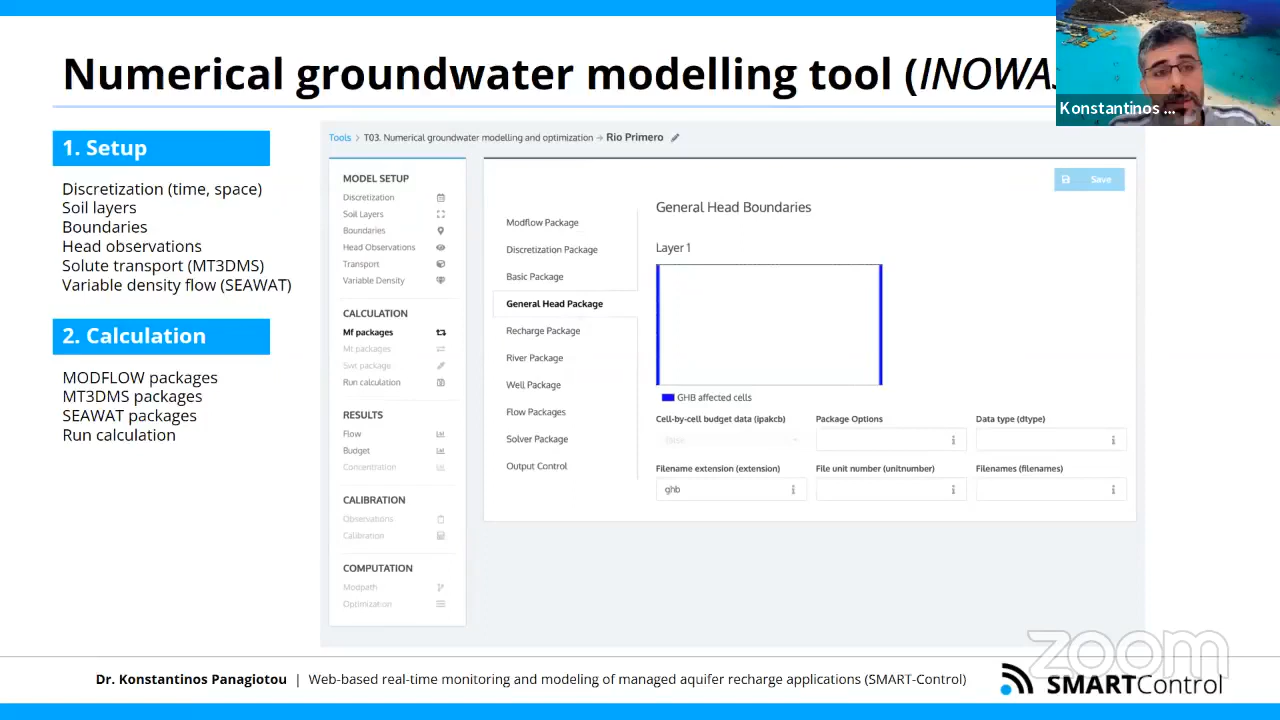 Numerical groundwater modelling tool (INOWAS
Konstantinos ...
1. Setup
Discretization (time, space)
Soil layers
Boundaries
Head observations
Solute transport (MT3DMS)
Variable density flow (SEAWAT)
2. Calculation
MODFLOW packages
MT3DMS packages
SEAWAT packages
Run calculation
Tools > T03. Numerical groundwater modelling and optimization → Rio Primero
MODEL SETUP
Discretization
Soil Layers
Boundaries
Head Observations
Transport
Variable Density
CALCULATION
Mf packages
Mt packages
Swt package
Run calculation
RESULTS
Flow
Budget
Concentration
CALIBRATION
Observations
Calibration
COMPUTATION
Modpath
Optimization
Save
Modflow Package
Discretization Package
Basic Package
General Head Package
Recharge Package
River Package
Well Package
Flow Packages
Solver Package
Output Control
General Head Boundaries
Layer 1
GHB affected cells
Cell-by-cell budget data (ipakcb)
Package Options
Data type (dtype)
false
Filename extension (extension)
File unit number (unitnumber)
Filenames (filenames)
ghb
zoom
Dr. Konstantinos Panagiotou | Web-based real-time monitoring and modeling of managed aquifer recharge applications (SMART-Control)
SMARTControl